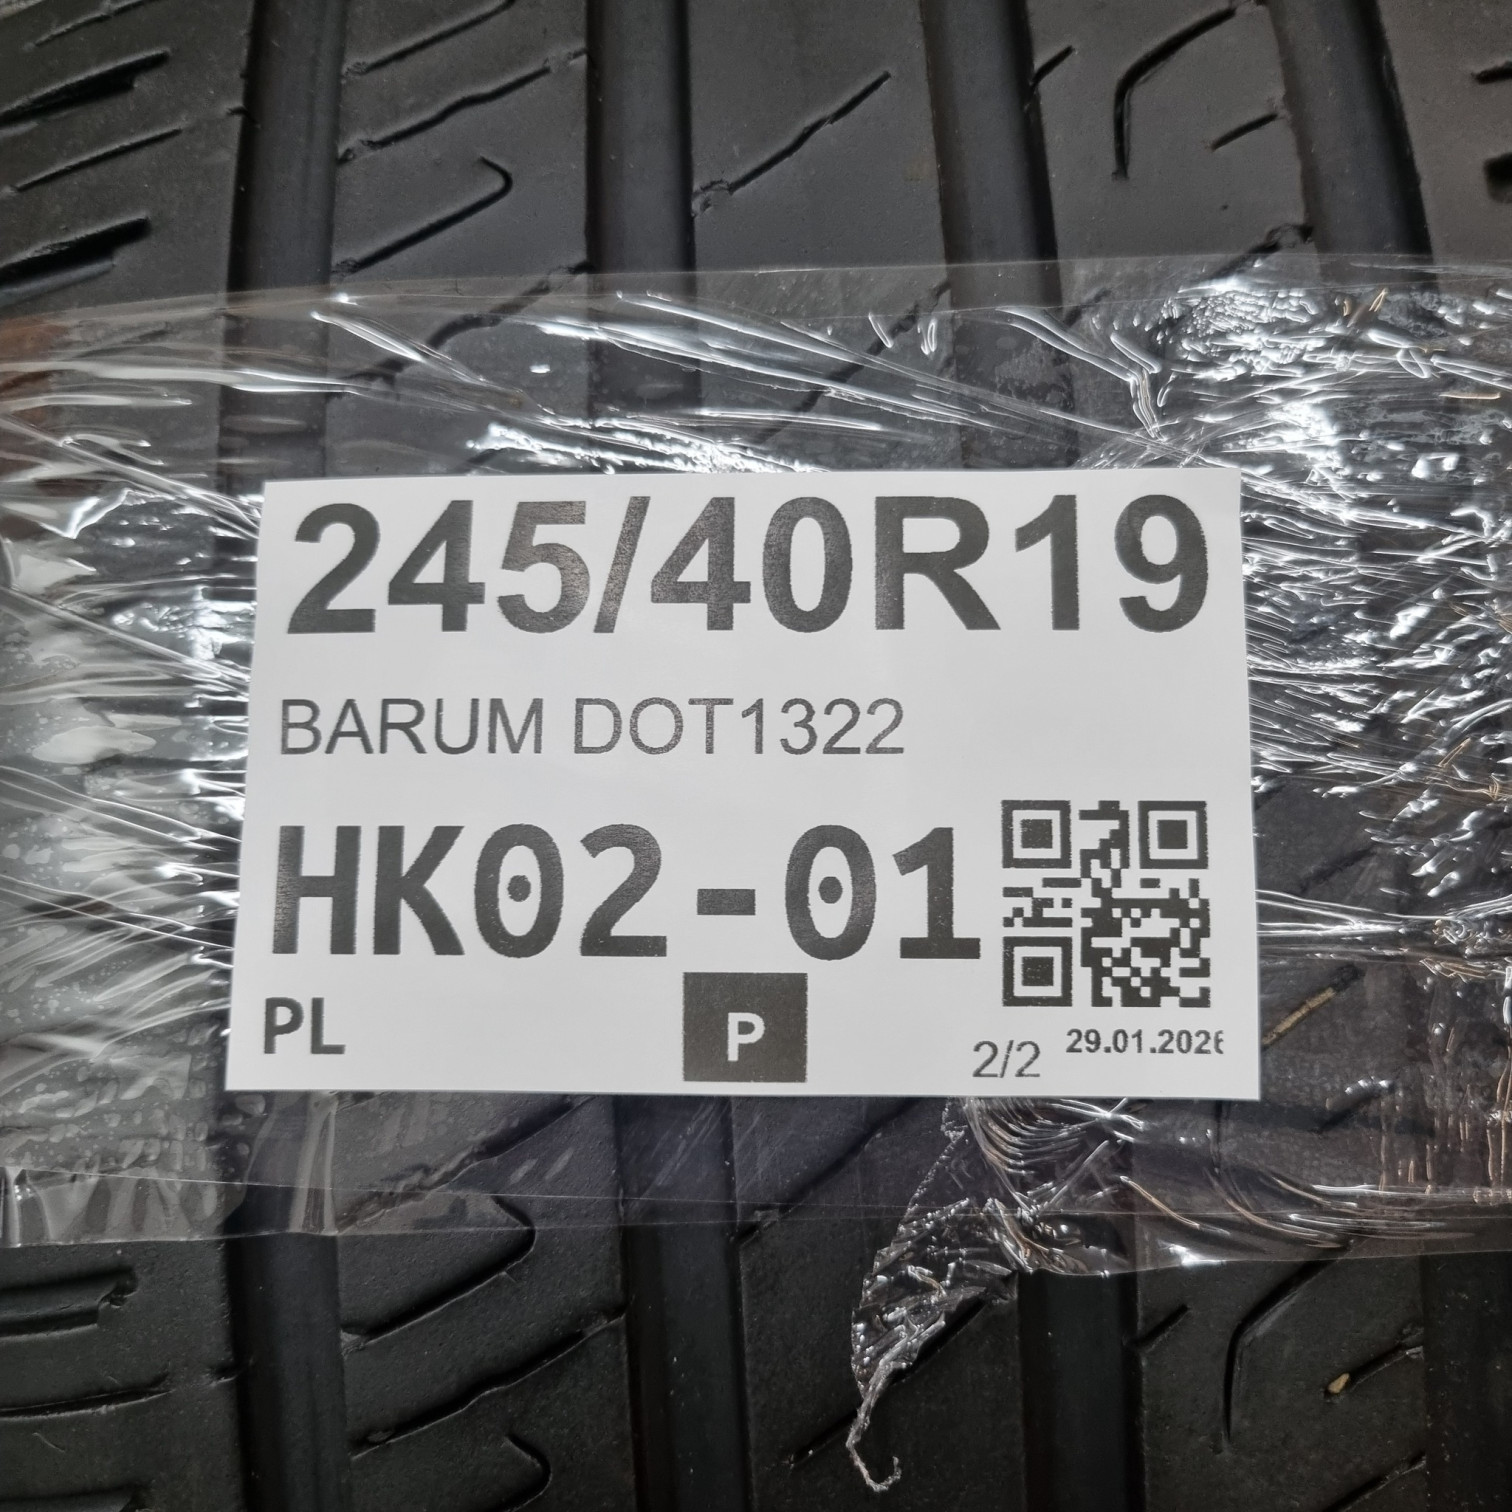 245/40R19
BARUM DOT1322
HK02-01
PL
P
2/2
29.01.2026